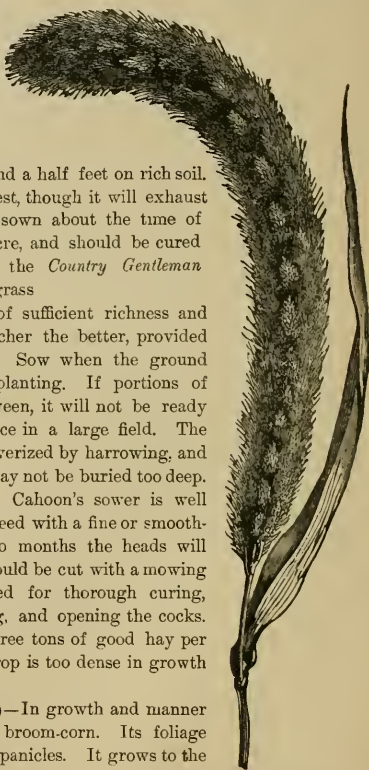 nd a half feet on rich soil.
est, though it will exhaust
sown about the time of
re, and should be cured
the Country Gentleman
grass
of sufficient richness and
cher the better, provided
Sow when the ground
planting. If portions of
reen, it will not be ready
ce in a large field. The
verized by harrowing, and
ay not be buried too deep.
Cahoon's sower is well
eed with a fine or smooth-
o months the heads will
ould be cut with a mowing
ed for thorough curing,
g, and opening the cocks.
ree tons of good hay per
rop is too dense in growth
)—In growth and manner
broom-corn. Its foliage
panicles. It grows to the